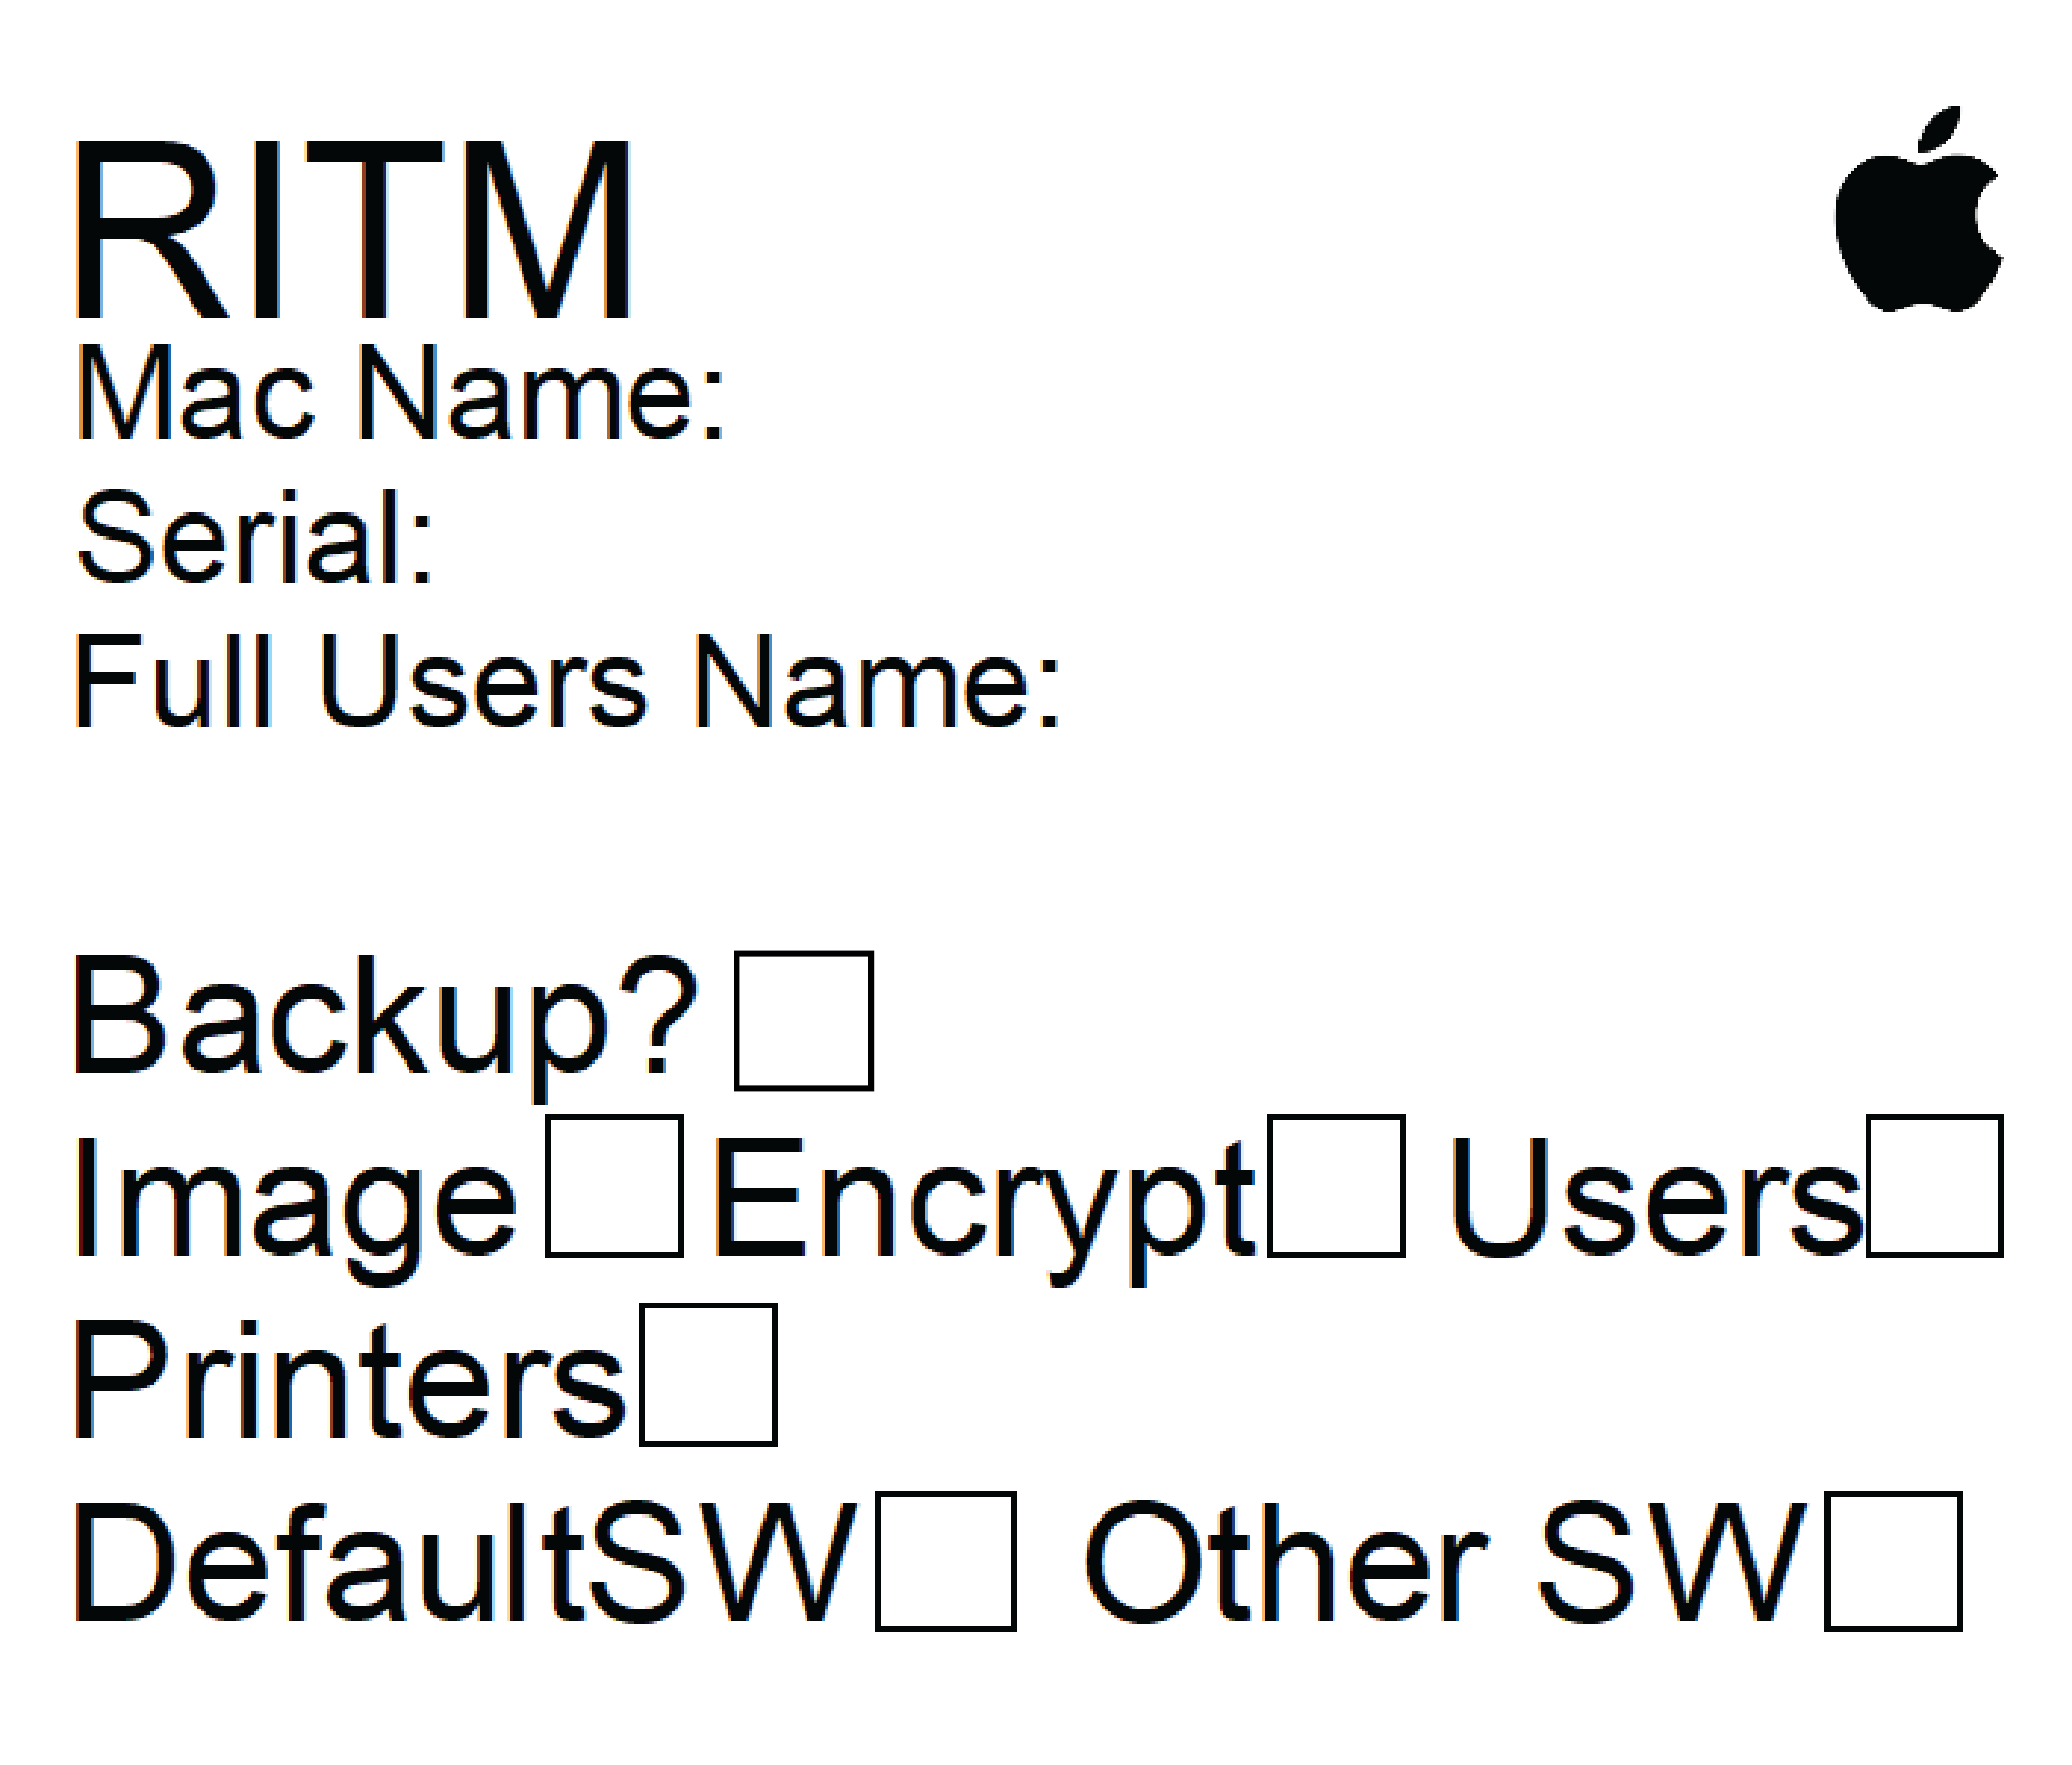 RITM
Mac Name:
Serial:
Full Users Name:
Backup?
Image Encrypt Users
Printers
DefaultSW Other SW